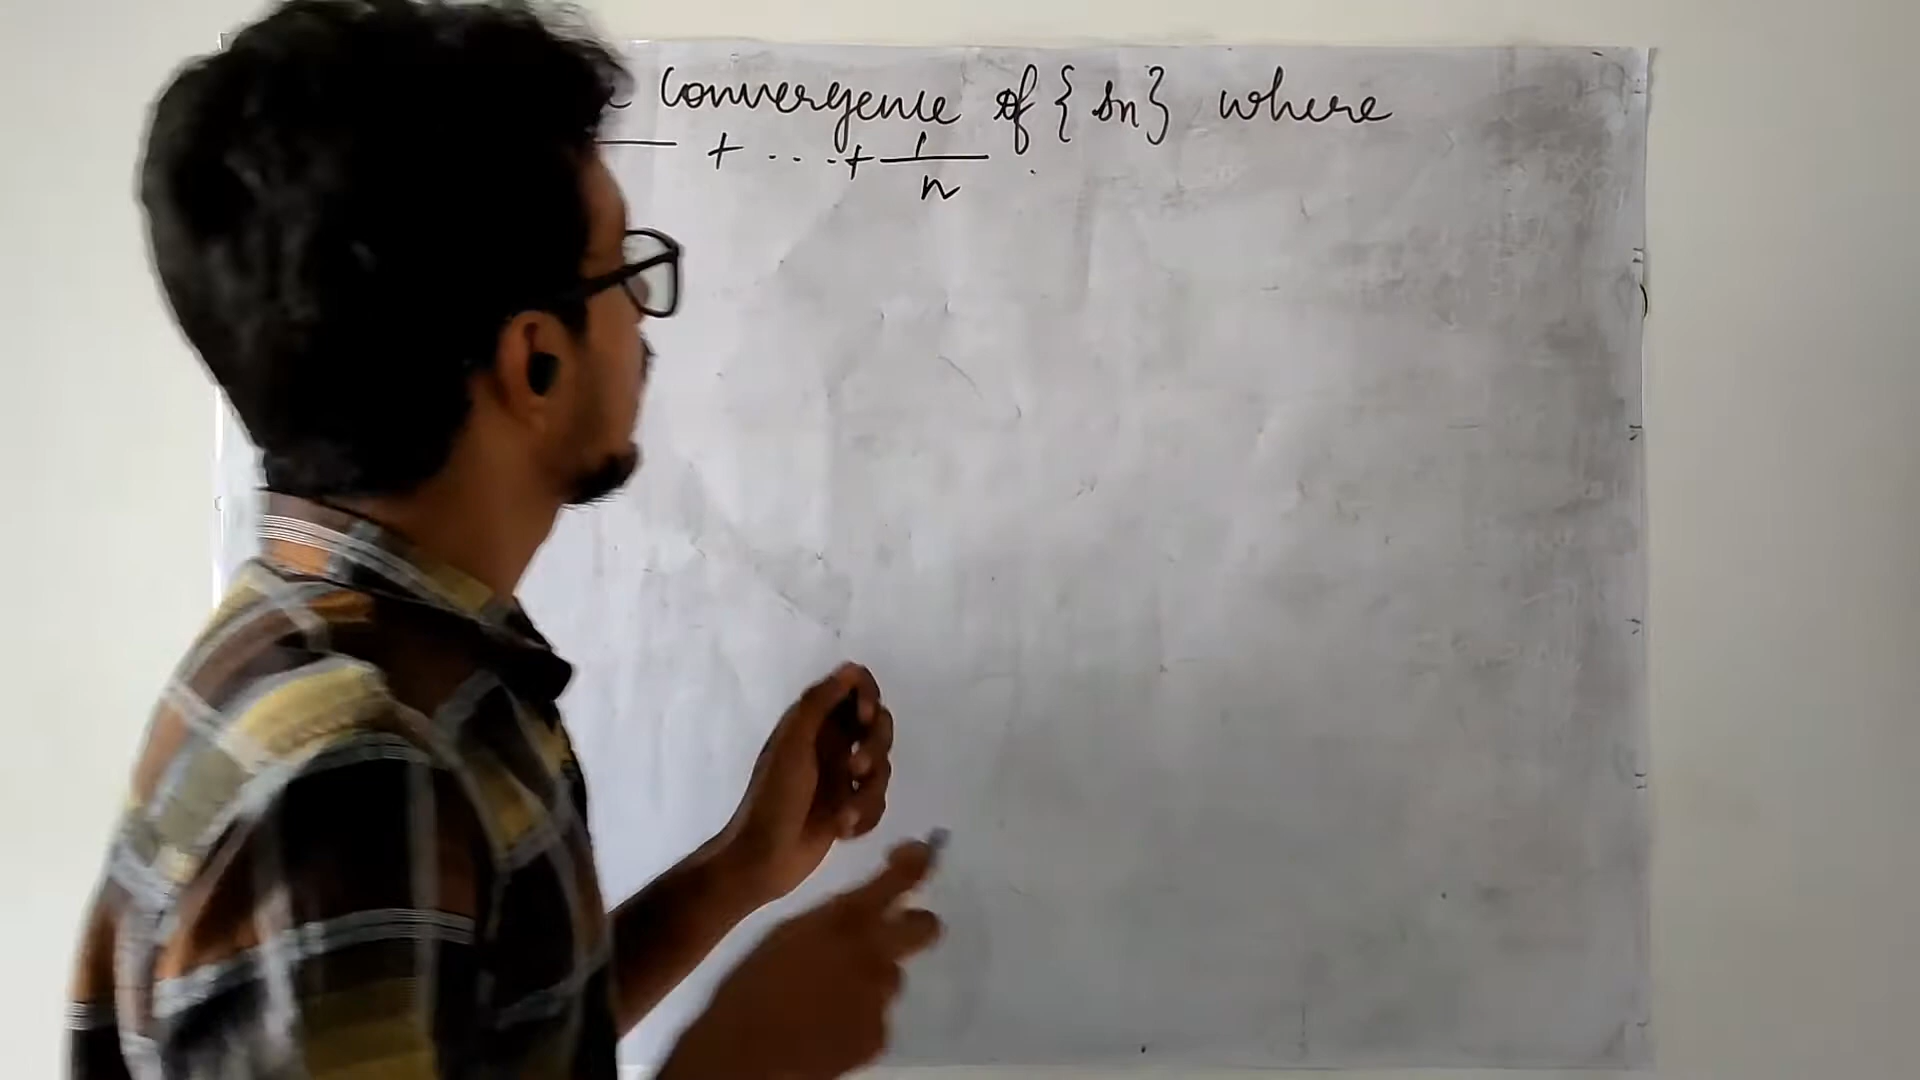 Convergence of {sn} where
+ ... + 1/n .